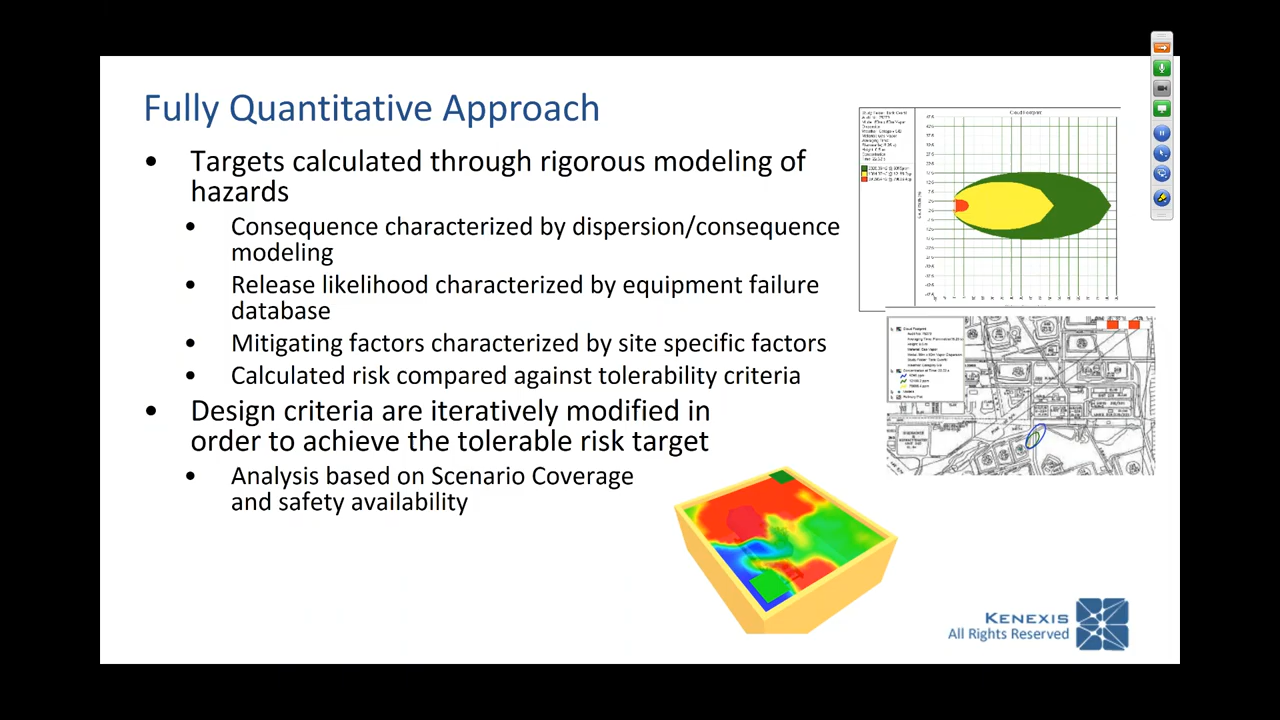 Fully Quantitative Approach
• Targets calculated through rigorous modeling of
hazards
• Consequence characterized by dispersion/consequence
modeling
• Release likelihood characterized by equipment failure
database
• Mitigating factors characterized by site specific factors
• Calculated risk compared against tolerability criteria
• Design criteria are iteratively modified in
order to achieve the tolerable risk target
• Analysis based on Scenario Coverage
and safety availability
Cloud Footprint
KENEXIS
All Rights Reserved